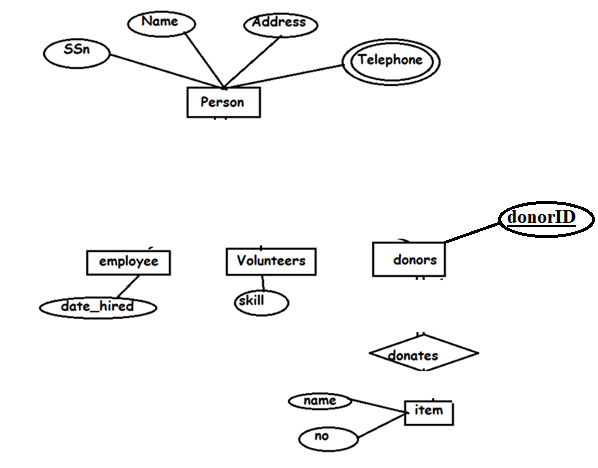 Name
Address
SSn
Telephone
Person
donorID
employee
Volunteers
donors
date_hired
skill
donates
name
item
no